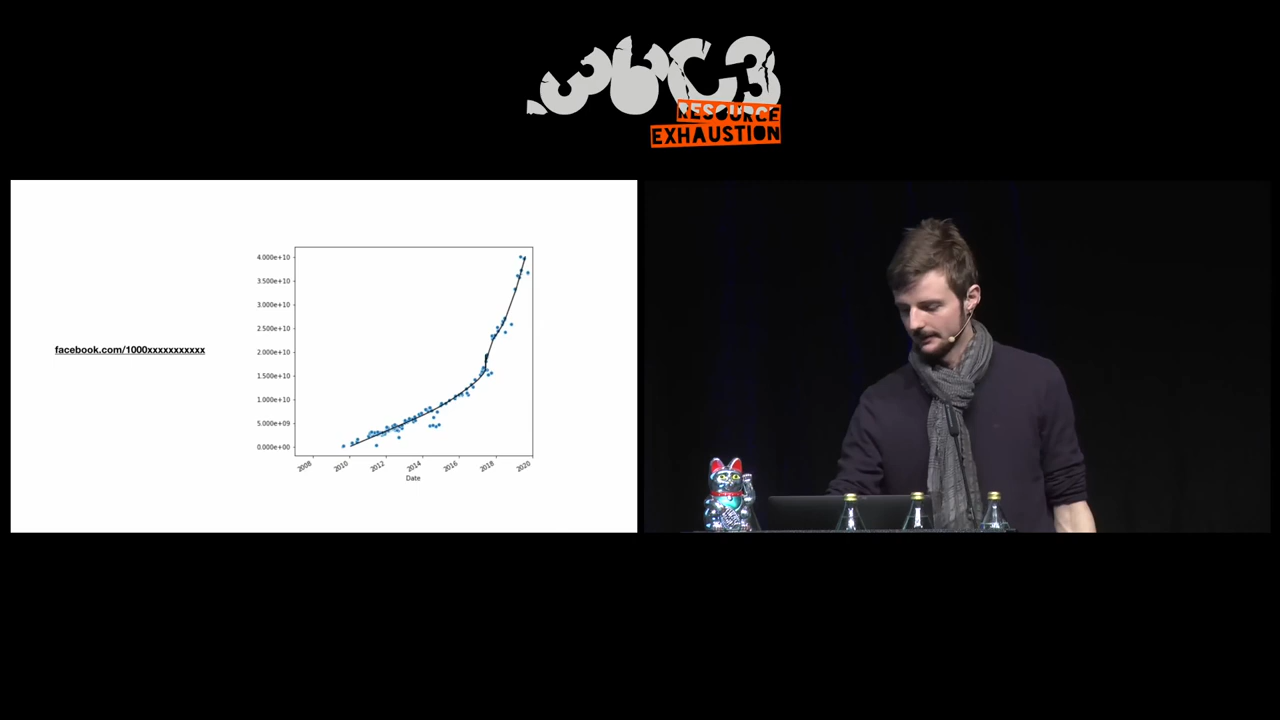 36C3
RESOURCE
EXHAUSTION
facebook.com/1000xxxxxxxxxxx
4.000e+10
3.500e+10
3.000e+10
2.500e+10
2.000e+10
1.500e+10
1.000e+10
5.000e+09
0.000e+00
2008
2010
2012
2014
2016
2018
2020
Date